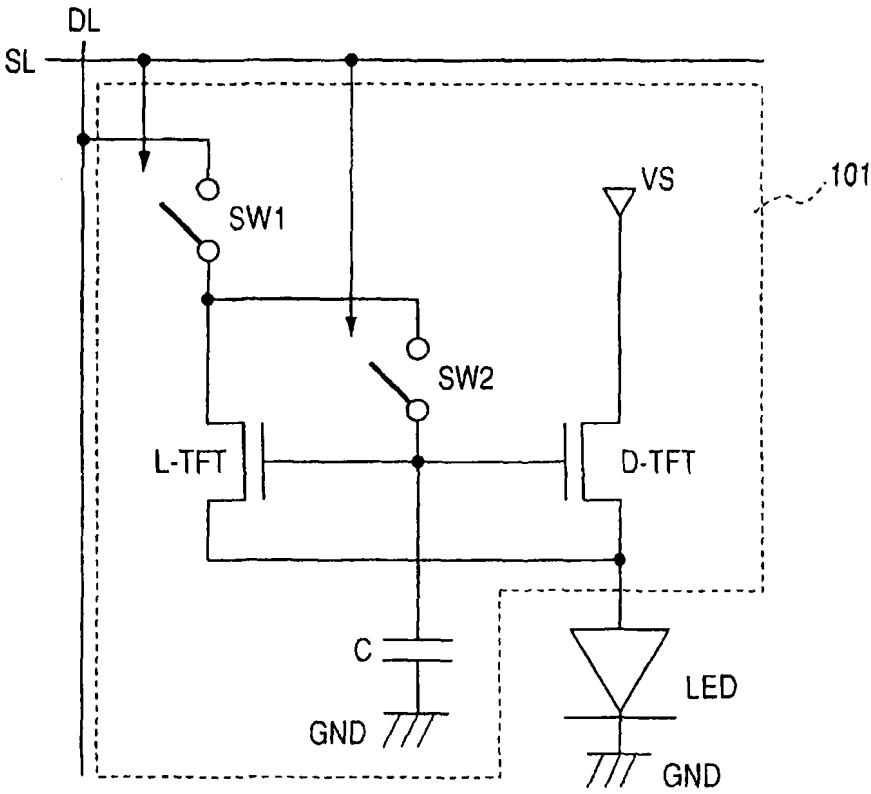 DL
SL
VS
101
SW1
SW2
L-TFT
D-TFT
C
LED
GND
GND